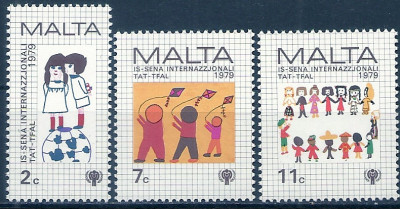 MALTA
IS-SENA INTERNAZZJONALI
TAT-TFAL 1979
2c
MALTA
IS-SENA INTERNAZZJONALI
TAT-TFAL 1979
7c
MALTA
IS-SENA INTERNAZZJONALI
TAT-TFAL 1979
11c